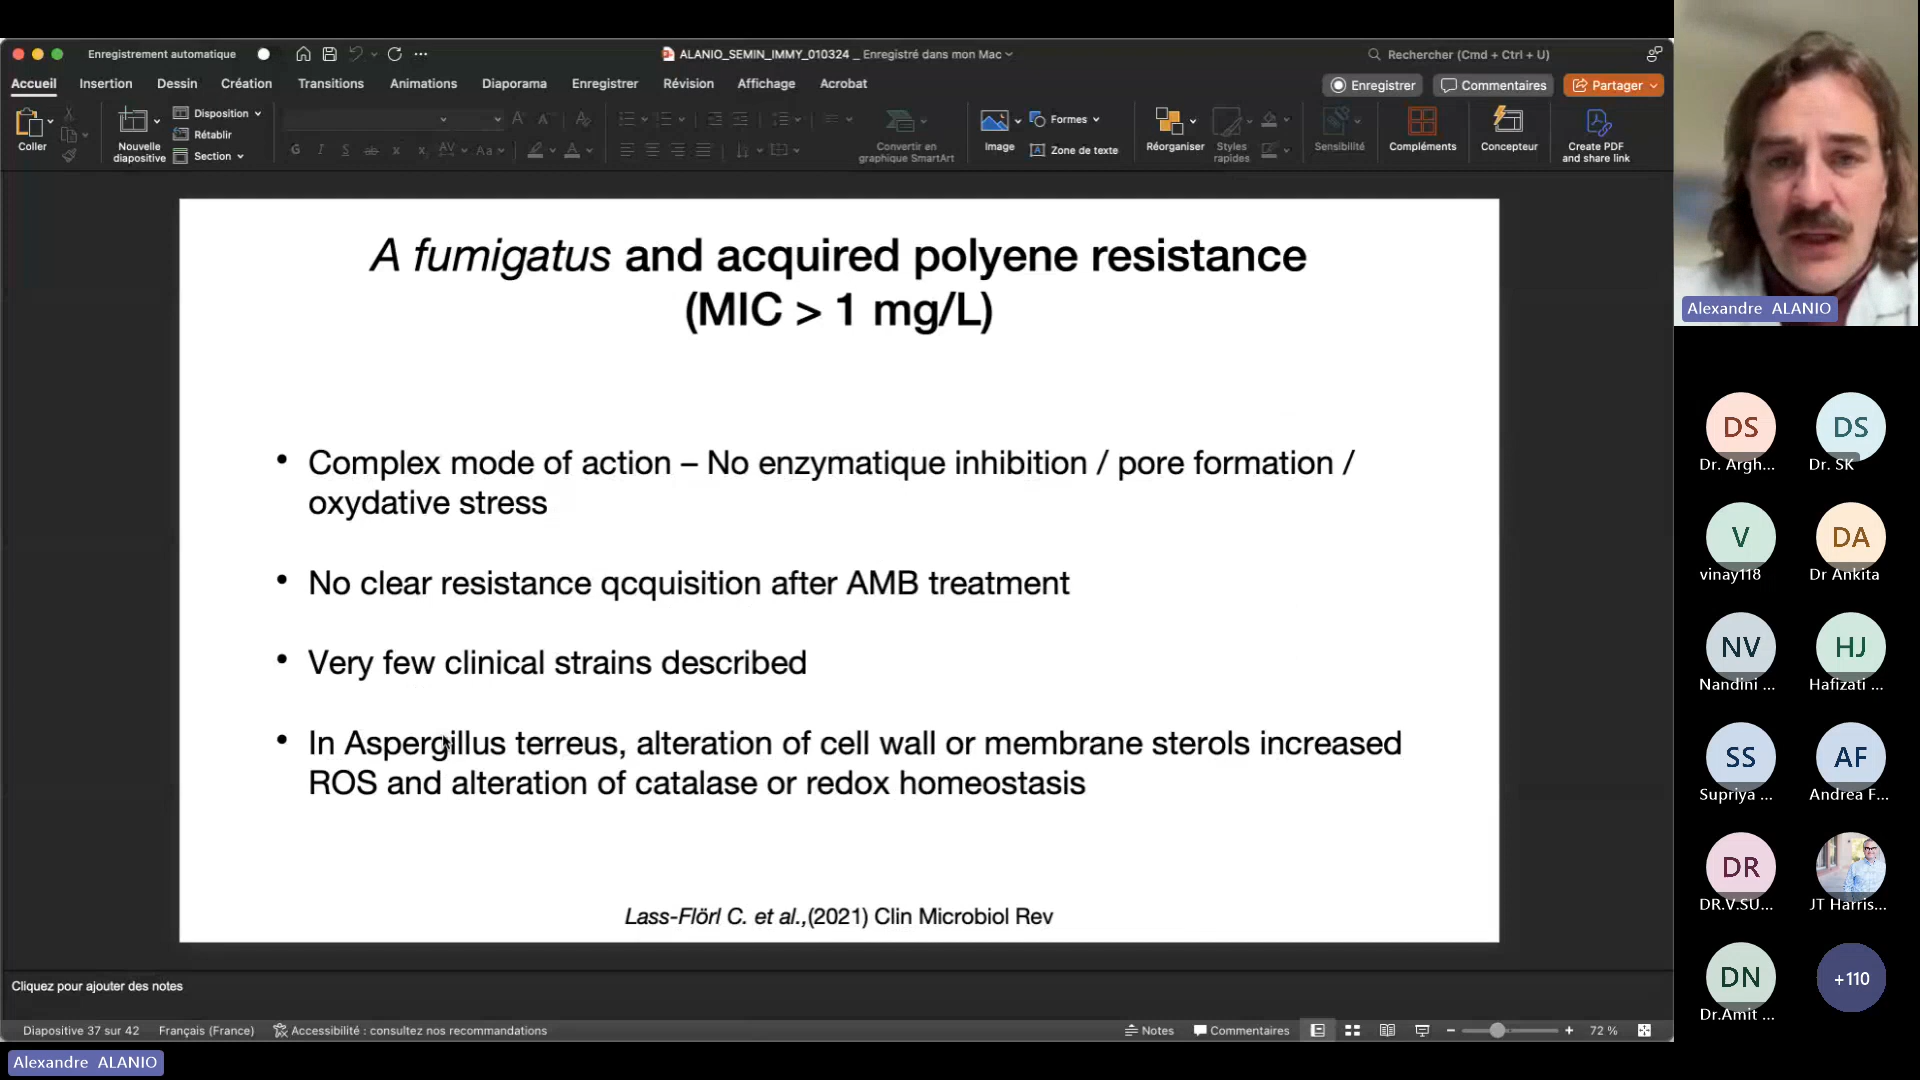 Enregistrement automatique
ALANIO_SEMIN_IMMY_010324 _ Enregistré dans mon Mac
Rechercher (Cmd + Ctrl + U)
Accueil Insertion Dessin Création Transitions Animations Diaporama Enregistrer Révision Affichage Acrobat
Enregistrer Commentaires Partager
Coller
Nouvelle diapositive
Disposition
Rétablir
Section
G I S ab x x AV Aa A
Convertir en graphique SmartArt
Image
Formes
Zone de texte
Réorganiser
Styles rapides
Sensibilité
Compléments
Concepteur
Create PDF and share link
A fumigatus and acquired polyene resistance
(MIC > 1 mg/L)
• Complex mode of action – No enzymatique inhibition / pore formation /
oxydative stress
• No clear resistance qcquisition after AMB treatment
• Very few clinical strains described
• In Aspergillus terreus, alteration of cell wall or membrane sterols increased
ROS and alteration of catalase or redox homeostasis
Lass-Flörl C. et al.,(2021) Clin Microbiol Rev
Cliquez pour ajouter des notes
Diapositive 37 sur 42 Français (France) Accessibilité : consultez nos recommandations
Notes Commentaires 72 %
Alexandre ALANIO
Alexandre ALANIO
DS DS
Dr. Argh... Dr. SK
V DA
vinay118 Dr Ankita
NV HJ
Nandini ... Hafizati ...
SS AF
Supriya ... Andrea F...
DR
DR.V.SU... JT Harris...
DN +110
Dr.Amit ...